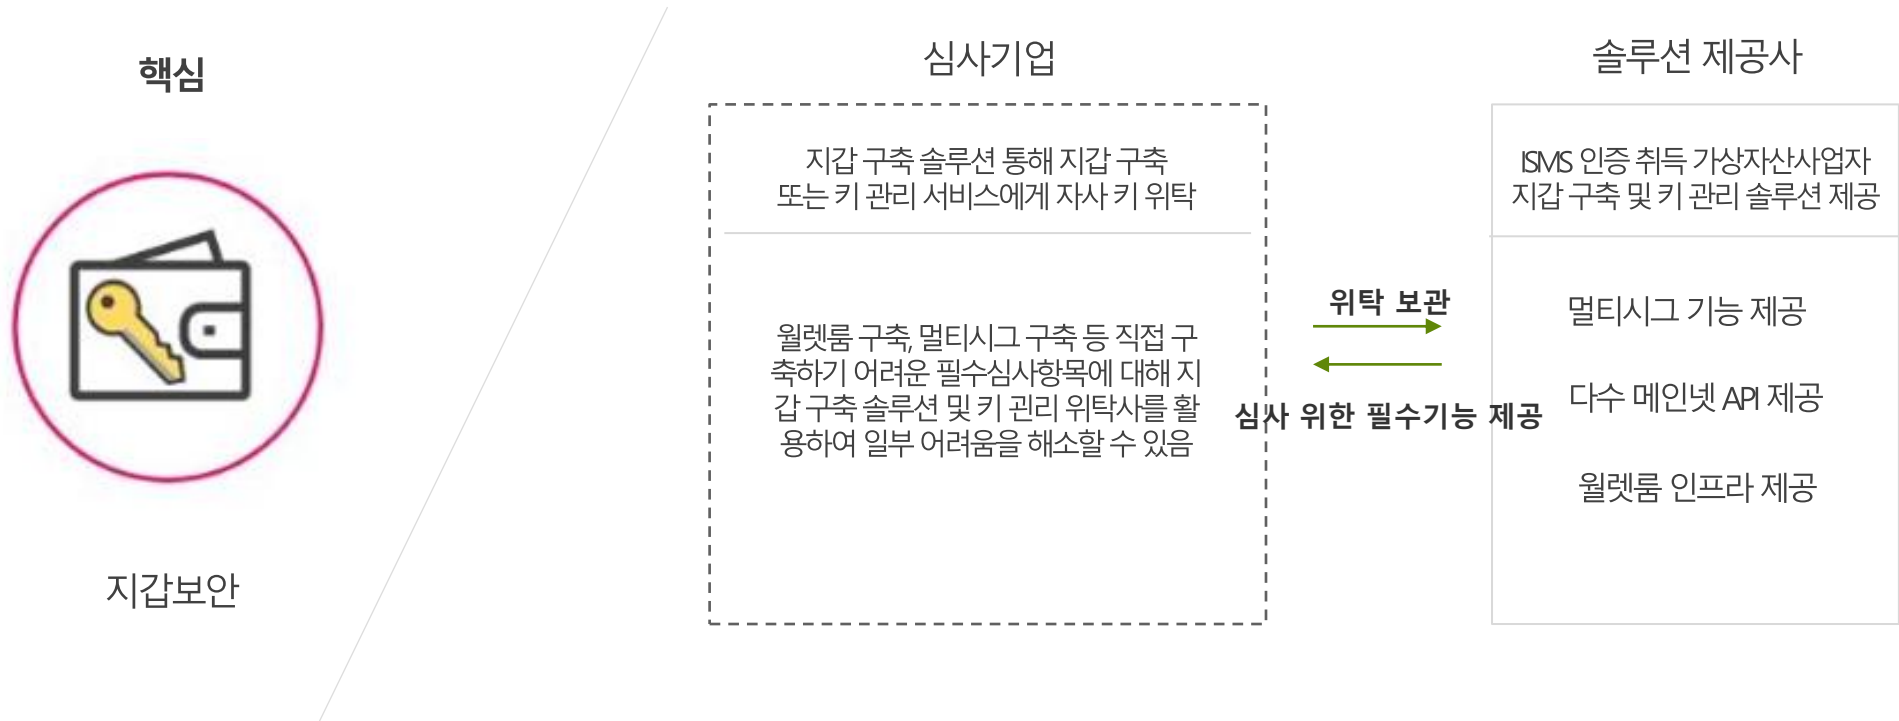 핵심
지갑보안
심사기업
지갑 구축 솔루션 통해 지갑 구축
또는 키 관리 서비스에게 자사 키 위탁
월렛룸 구축, 멀티시그 구축 등 직접 구
축하기 어려운 필수심사항목에 대해 지
갑 구축 솔루션 및 키 괸리 위탁사를 활
용하여 일부 어려움을 해소할 수 있음
위탁 보관
심사 위한 필수기능 제공
솔루션 제공사
ISMS 인증 취득 가상자산사업자
지갑 구축 및 키 관리 솔루션 제공
멀티시그 기능 제공
다수 메인넷 API 제공
월렛룸 인프라 제공